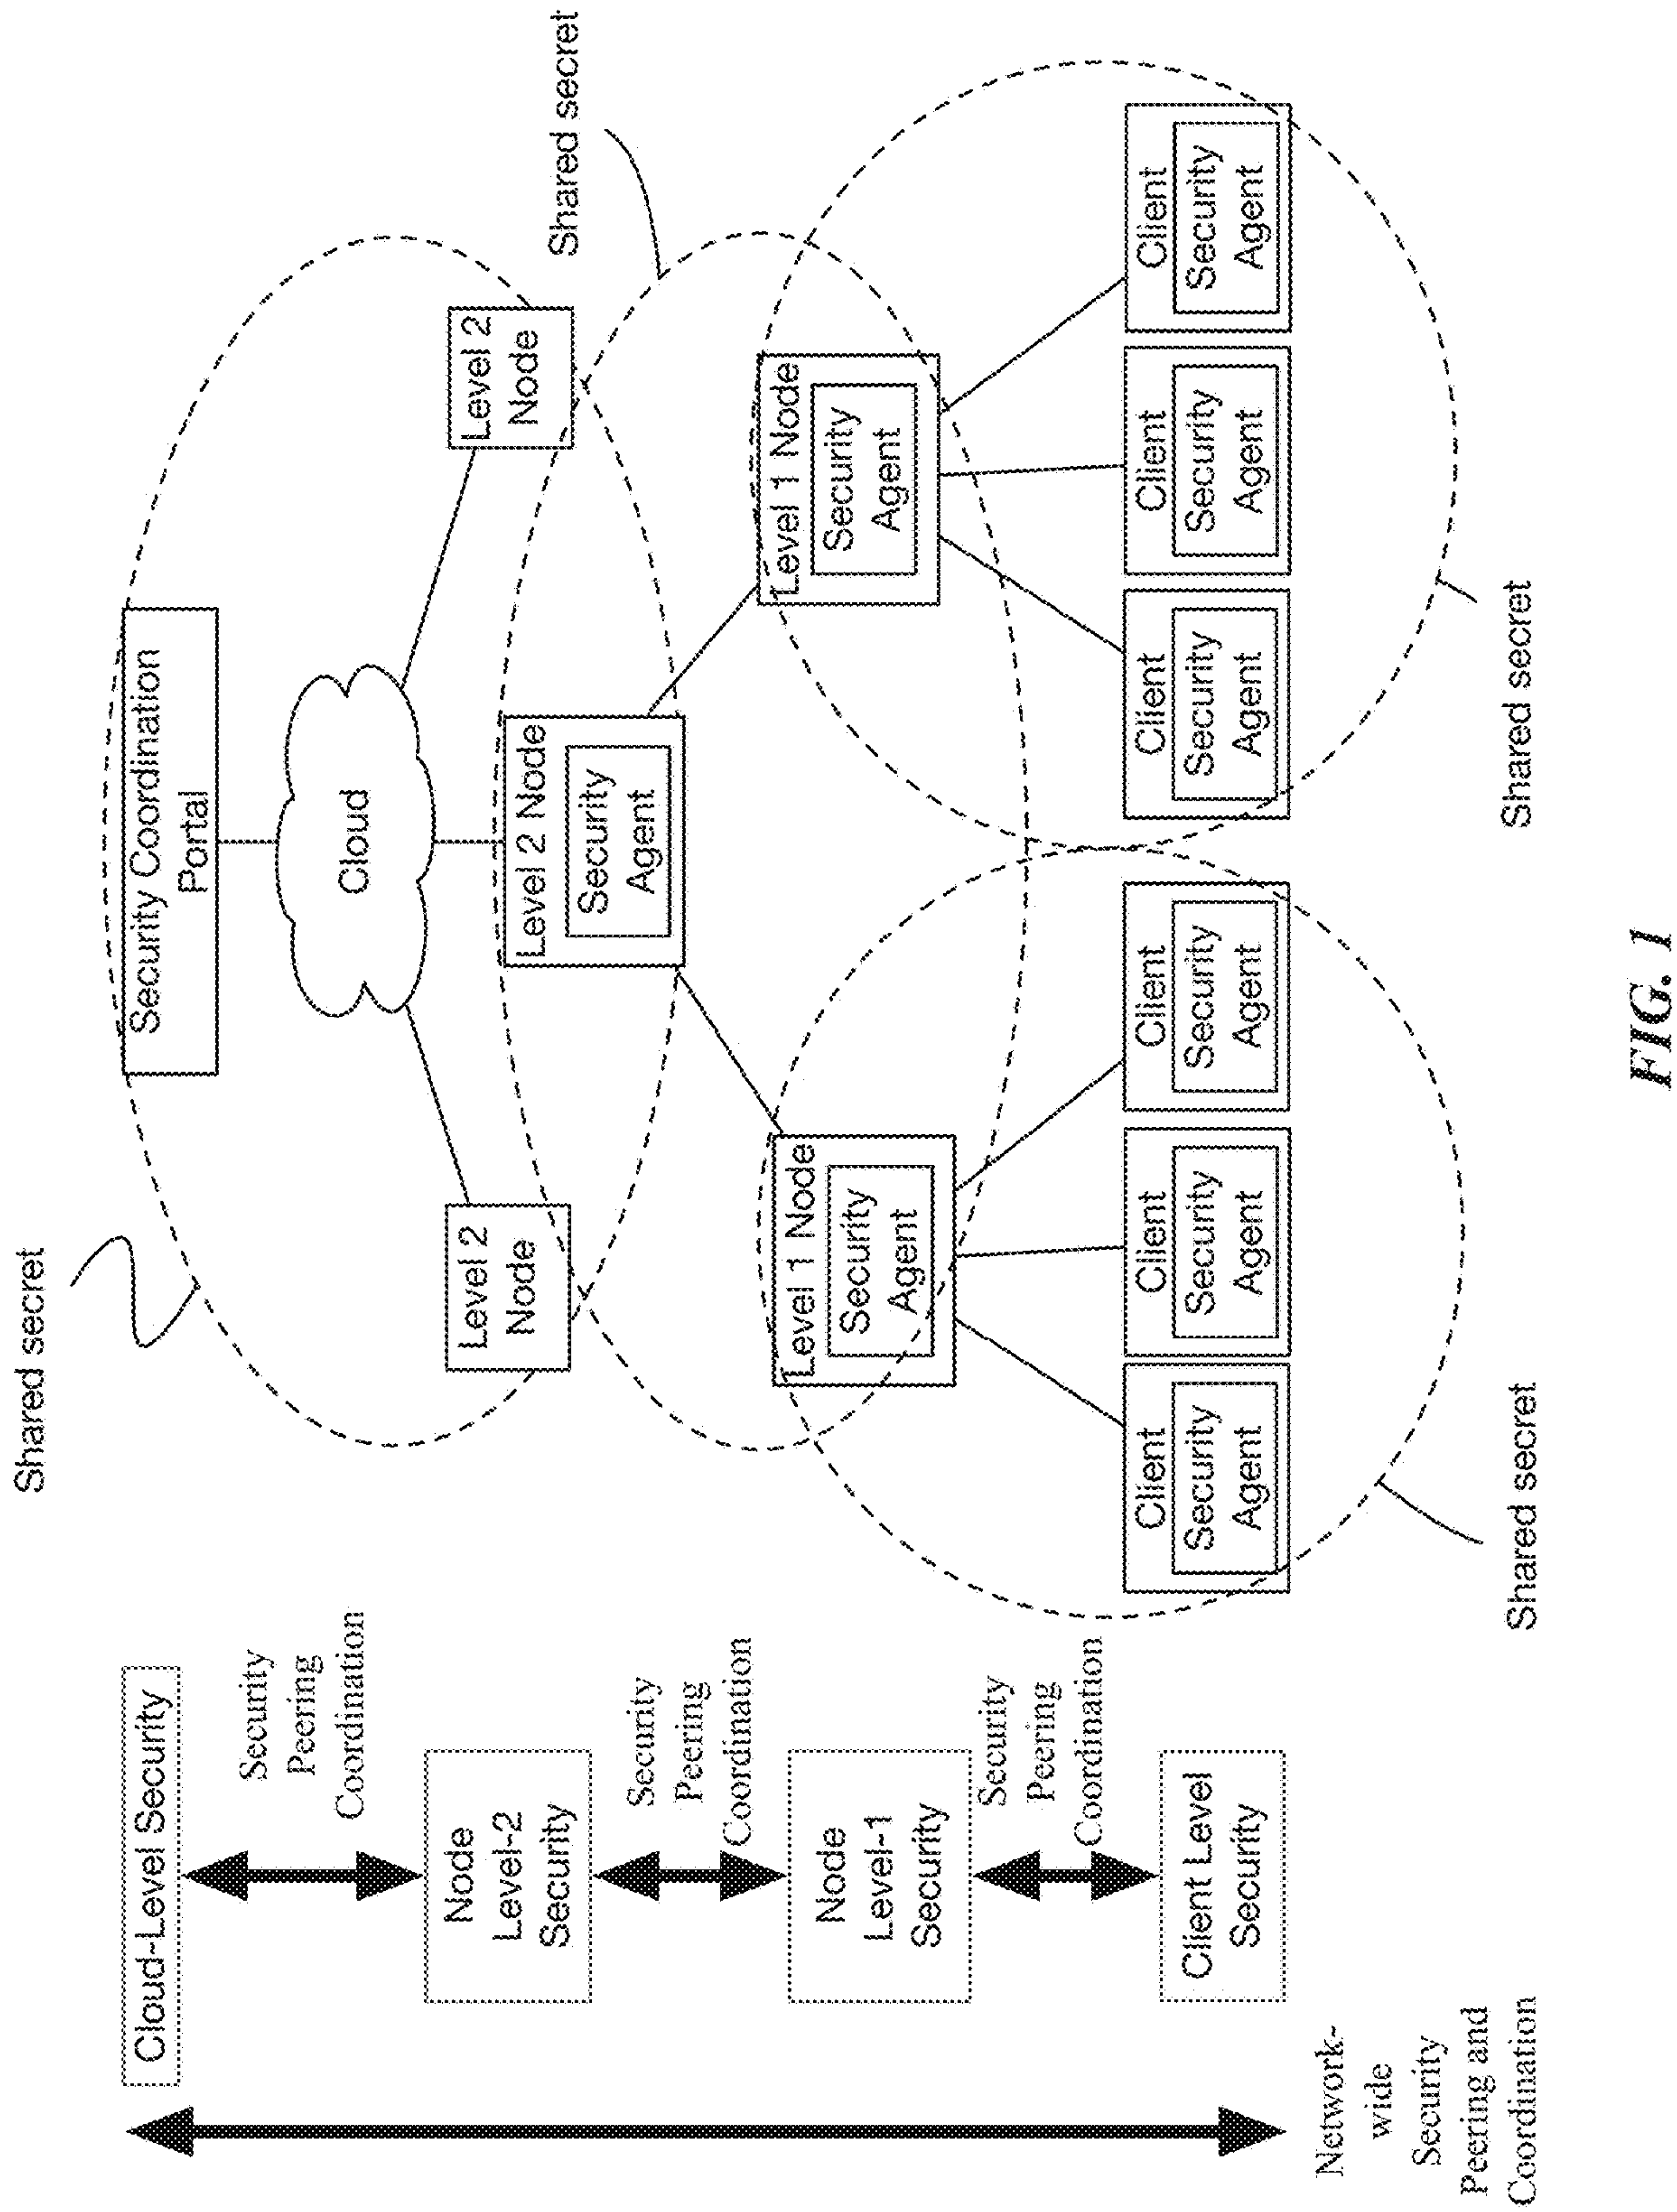 Shared secret
Shared secret
Cloud-Level Security
Security Coordination
Portal
Security
Peering
Coordination
Cloud
Node
Level-2
Security
Level 2
Node
Level 2 Node
Security
Agent
Level 2
Node
Security
Peering
Coordination
Node
Level-1
Security
Level 1 Node
Security
Agent
Level 1 Node
Security
Agent
Security
Peering
Coordination
Client Level
Security
Client
Security
Agent
Client
Security
Agent
Client
Security
Agent
Client
Security
Agent
Client
Security
Agent
Client
Security
Agent
Network-
wide
Security
Peering and
Coordination
Shared secret
Shared secret
FIG. 1